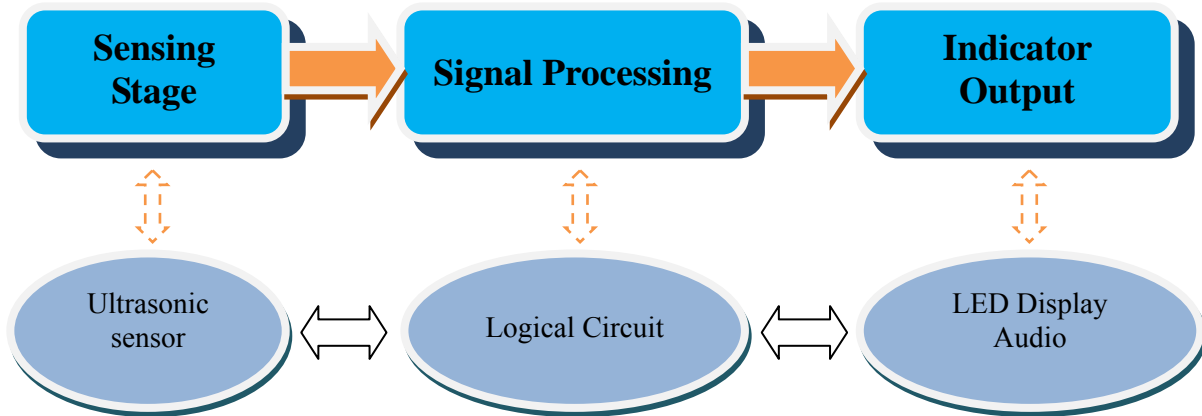 Sensing
Stage
Signal Processing
Indicator
Output
Ultrasonic
sensor
Logical Circuit
LED Display
Audio